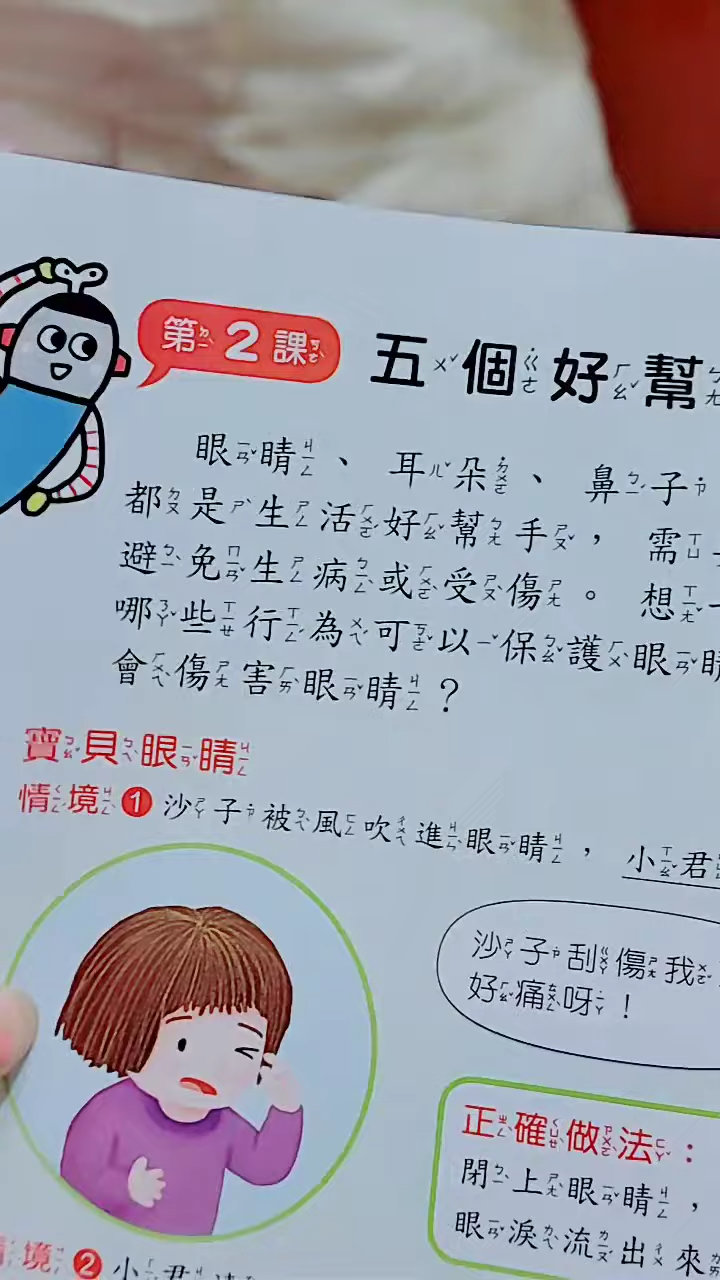 第2課
五個好幫
眼睛、耳朵、鼻子
都是生活好幫手，需
避免生病或受傷。想一
哪些行為可以保護眼睛
會傷害眼睛？
寶貝眼睛
情境1 沙子被風吹進眼睛，小君
沙子刮傷我
好痛呀！
正確做法：
閉上眼睛，
眼淚流出來
境2 小君